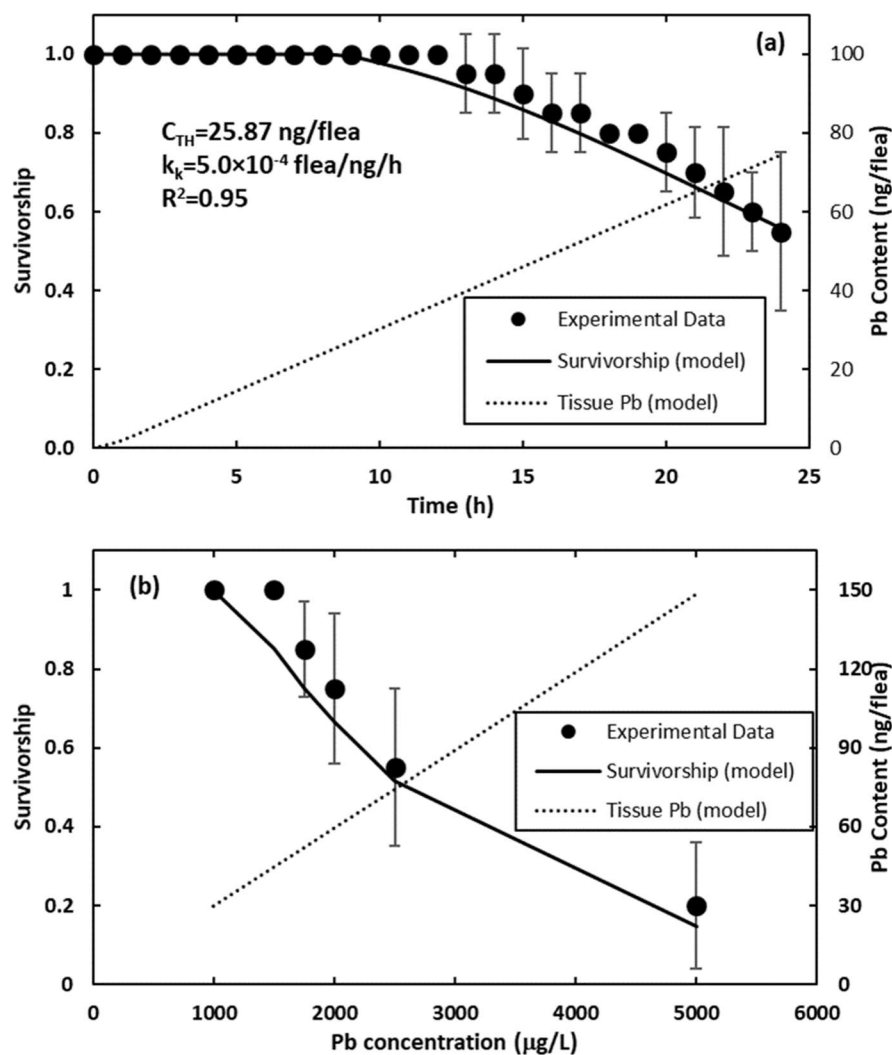 (a)
1.0
0.8
0.6
0.4
0.2
0.0
Survivorship
C_TH=25.87 ng/flea
k_k=5.0×10⁻⁴ flea/ng/h
R²=0.95
Experimental Data
Survivorship (model)
Tissue Pb (model)
100
80
60
40
20
0
Pb Content (ng/flea)
0 5 10 15 20 25
Time (h)
(b)
1
0.8
0.6
0.4
0.2
0
Survivorship
Experimental Data
Survivorship (model)
Tissue Pb (model)
150
120
90
60
30
0
Pb Content (ng/flea)
0 1000 2000 3000 4000 5000 6000
Pb concentration (µg/L)